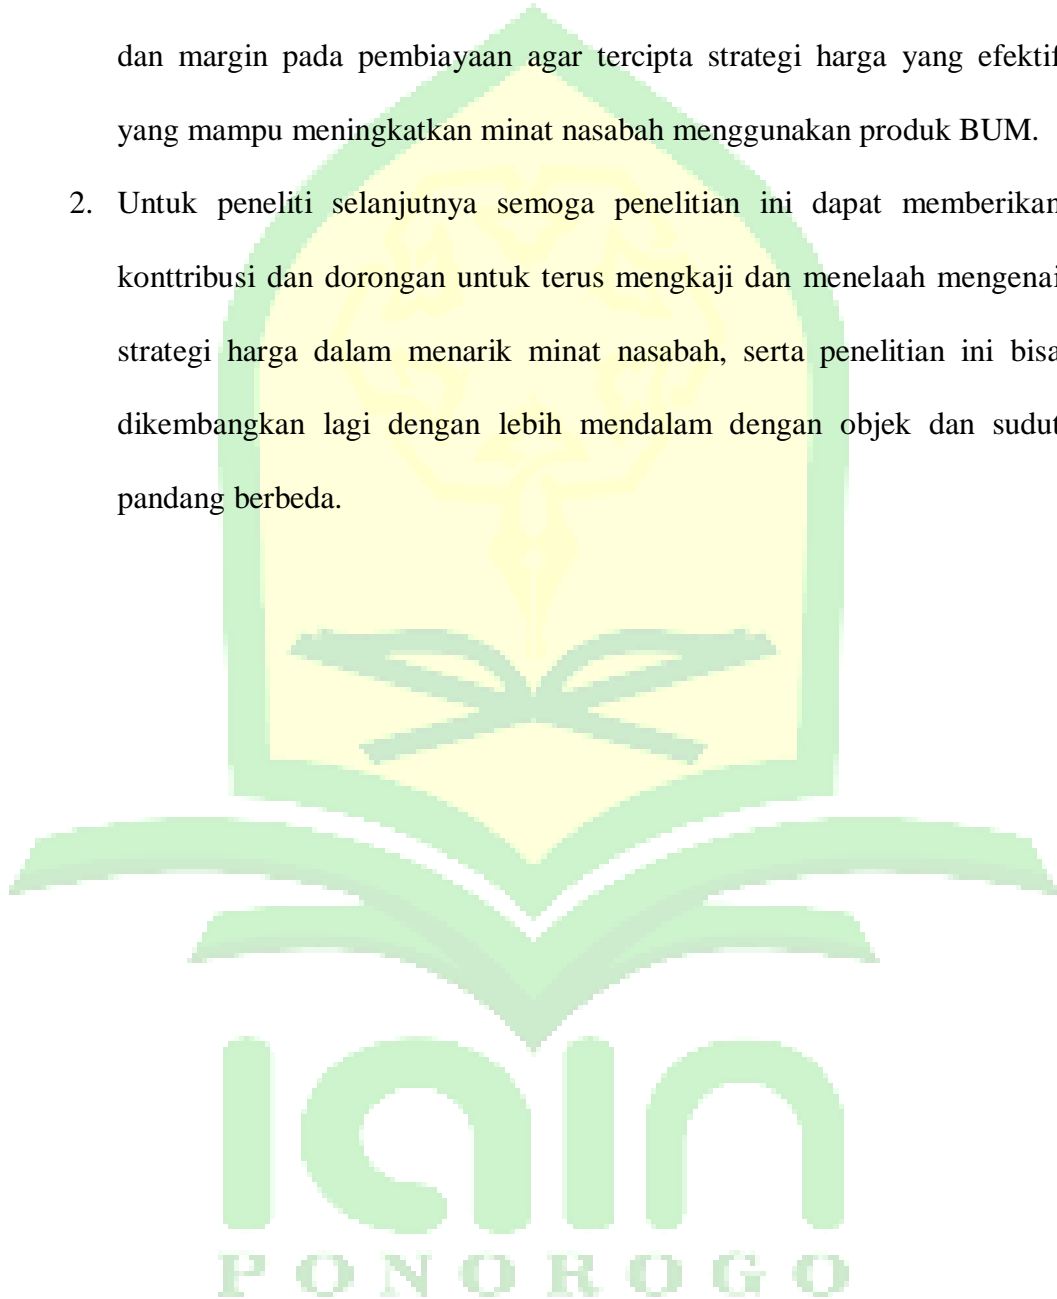 dan margin pada pembiayaan agar tercipta strategi harga yang efektif
yang mampu meningkatkan minat nasabah menggunakan produk BUM.
2. Untuk peneliti selanjutnya semoga penelitian ini dapat memberikan
konttribusi dan dorongan untuk terus mengkaji dan menelaah mengenai
strategi harga dalam menarik minat nasabah, serta penelitian ini bisa
dikembangkan lagi dengan lebih mendalam dengan objek dan sudut
pandang berbeda.
iain
PONOROGO